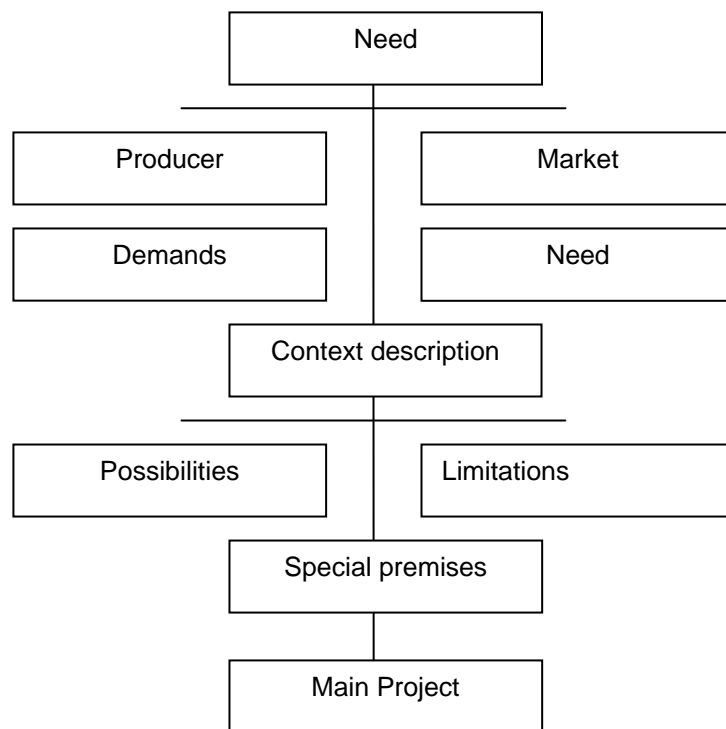 Need
Producer
Market
Demands
Need
Context description
Possibilities
Limitations
Special premises
Main Project